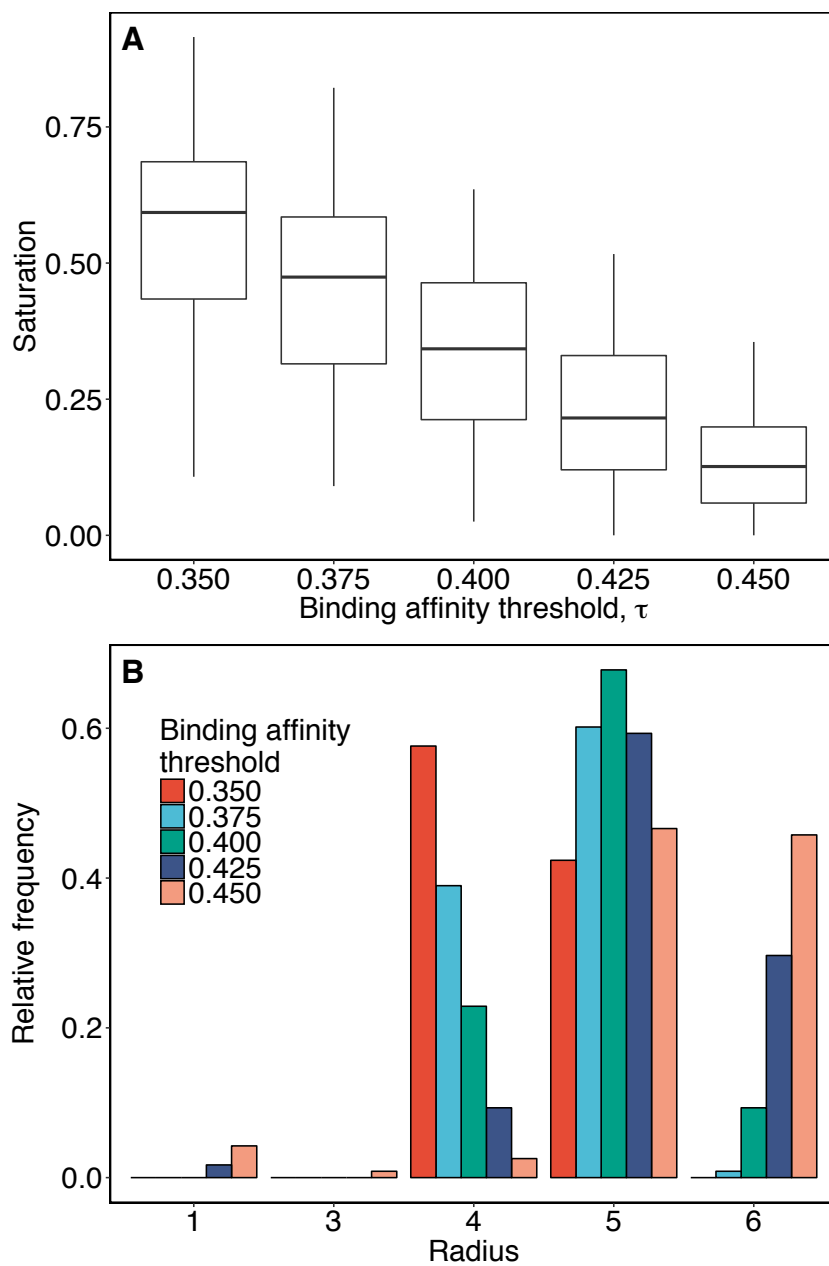 A
0.75
0.50
0.25
0.00
Saturation
0.350 0.375 0.400 0.425 0.450
Binding affinity threshold, τ
B
Binding affinity
threshold
0.350
0.375
0.400
0.425
0.450
0.6
0.4
0.2
0.0
Relative frequency
1 3 4 5 6
Radius